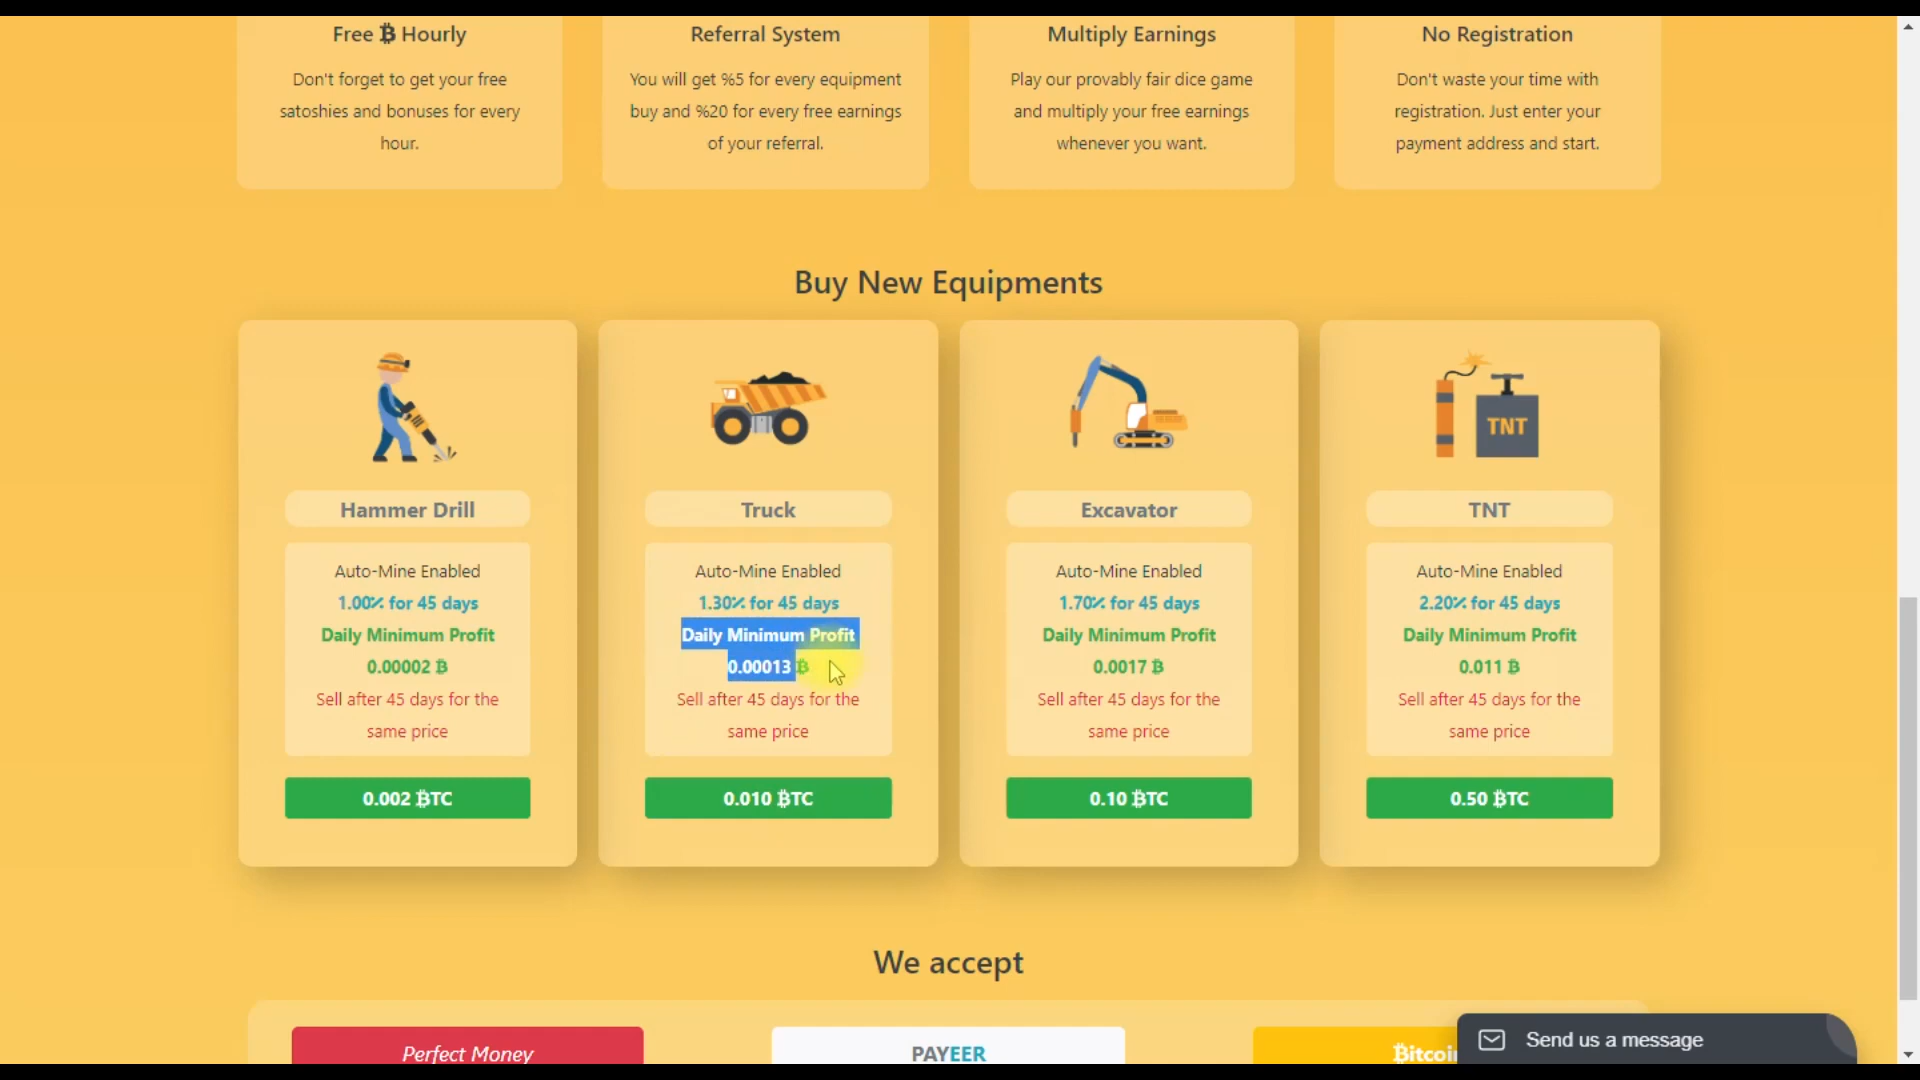 Free ₿ Hourly
Don't forget to get your free
satoshies and bonuses for every
hour.
Referral System
You will get %5 for every equipment
buy and %20 for every free earnings
of your referral.
Multiply Earnings
Play our provably fair dice game
and multiply your free earnings
whenever you want.
No Registration
Don't waste your time with
registration. Just enter your
payment address and start.
Buy New Equipments
Hammer Drill
Auto-Mine Enabled
1.00% for 45 days
Daily Minimum Profit
0.00002 ₿
Sell after 45 days for the
same price
0.002 ₿TC
Truck
Auto-Mine Enabled
1.30% for 45 days
Daily Minimum Profit
0.00013 ₿
Sell after 45 days for the
same price
0.010 ₿TC
Excavator
Auto-Mine Enabled
1.70% for 45 days
Daily Minimum Profit
0.0017 ₿
Sell after 45 days for the
same price
0.10 ₿TC
TNT
TNT
Auto-Mine Enabled
2.20% for 45 days
Daily Minimum Profit
0.011 ₿
Sell after 45 days for the
same price
0.50 ₿TC
We accept
Perfect Money
PAYEER
Send us a message